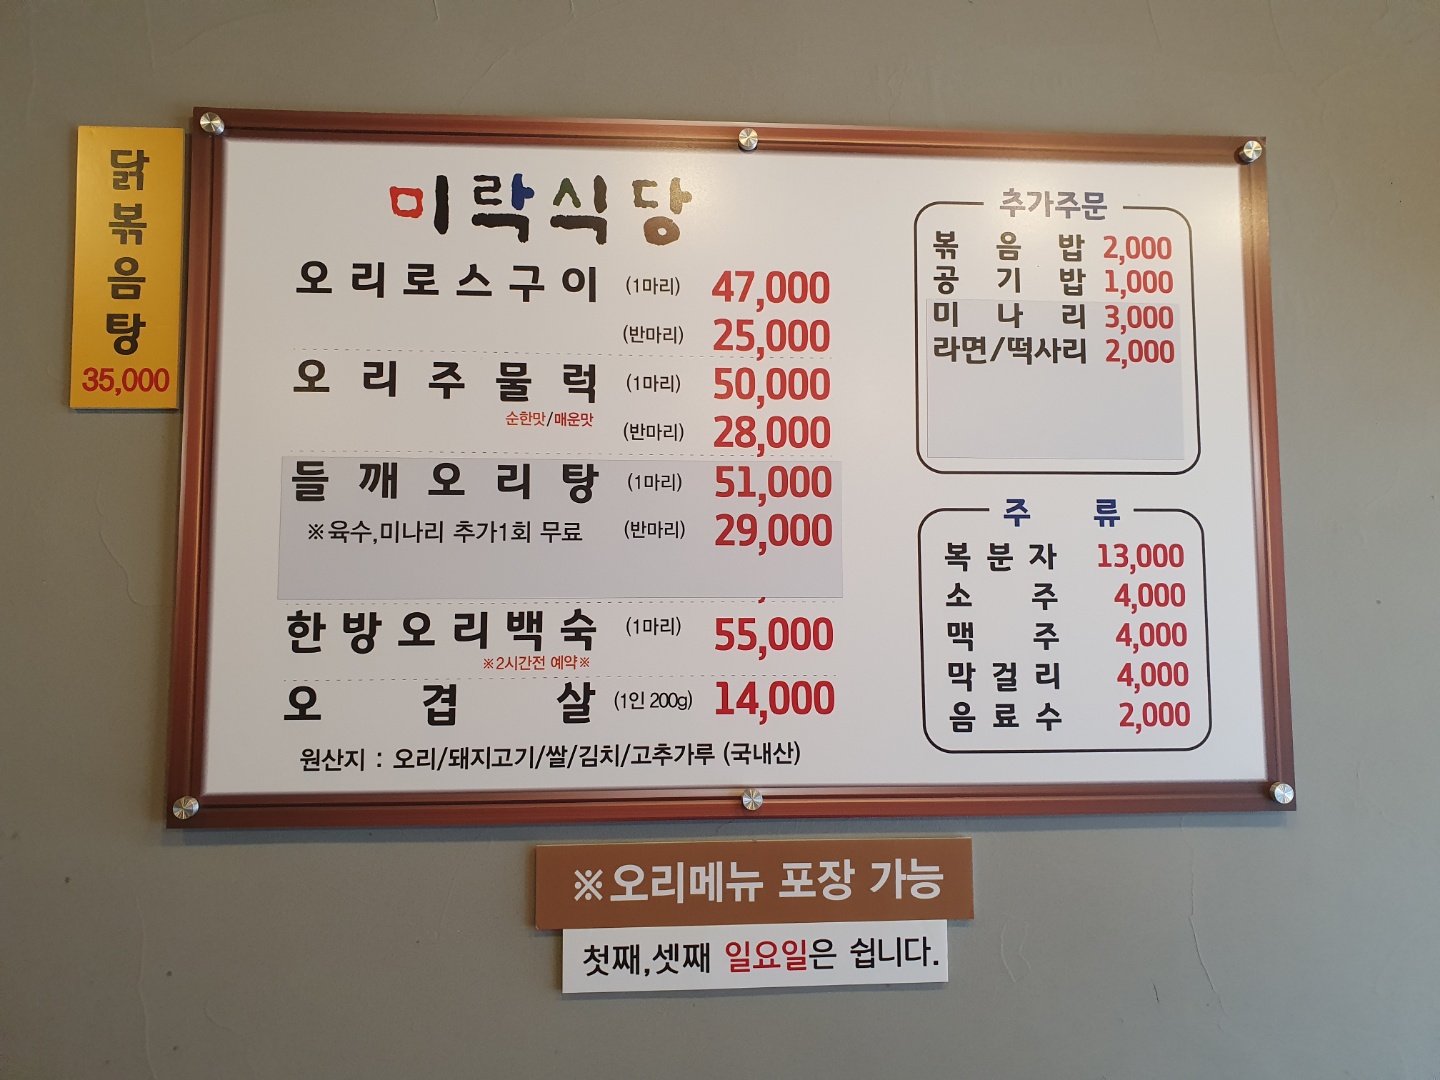 닭볶음탕
35,000
미락식당
오리로스구이 (1마리) 47,000
(반마리) 25,000
오리주물럭 (1마리) 50,000
순한맛/매운맛
(반마리) 28,000
들깨오리탕 (1마리) 51,000
※육수,미나리 추가1회 무료 (반마리) 29,000
한방오리백숙 (1마리) 55,000
※2시간전 예약※
오겹살 (1인 200g) 14,000
원산지 : 오리/돼지고기/쌀/김치/고추가루 (국내산)
추가주문
볶음밥 2,000
공기밥 1,000
미나리 3,000
라면/떡사리 2,000
주류
복분자 13,000
소주 4,000
맥주 4,000
막걸리 4,000
음료수 2,000
※오리메뉴 포장 가능
첫째,셋째 일요일은 쉽니다.